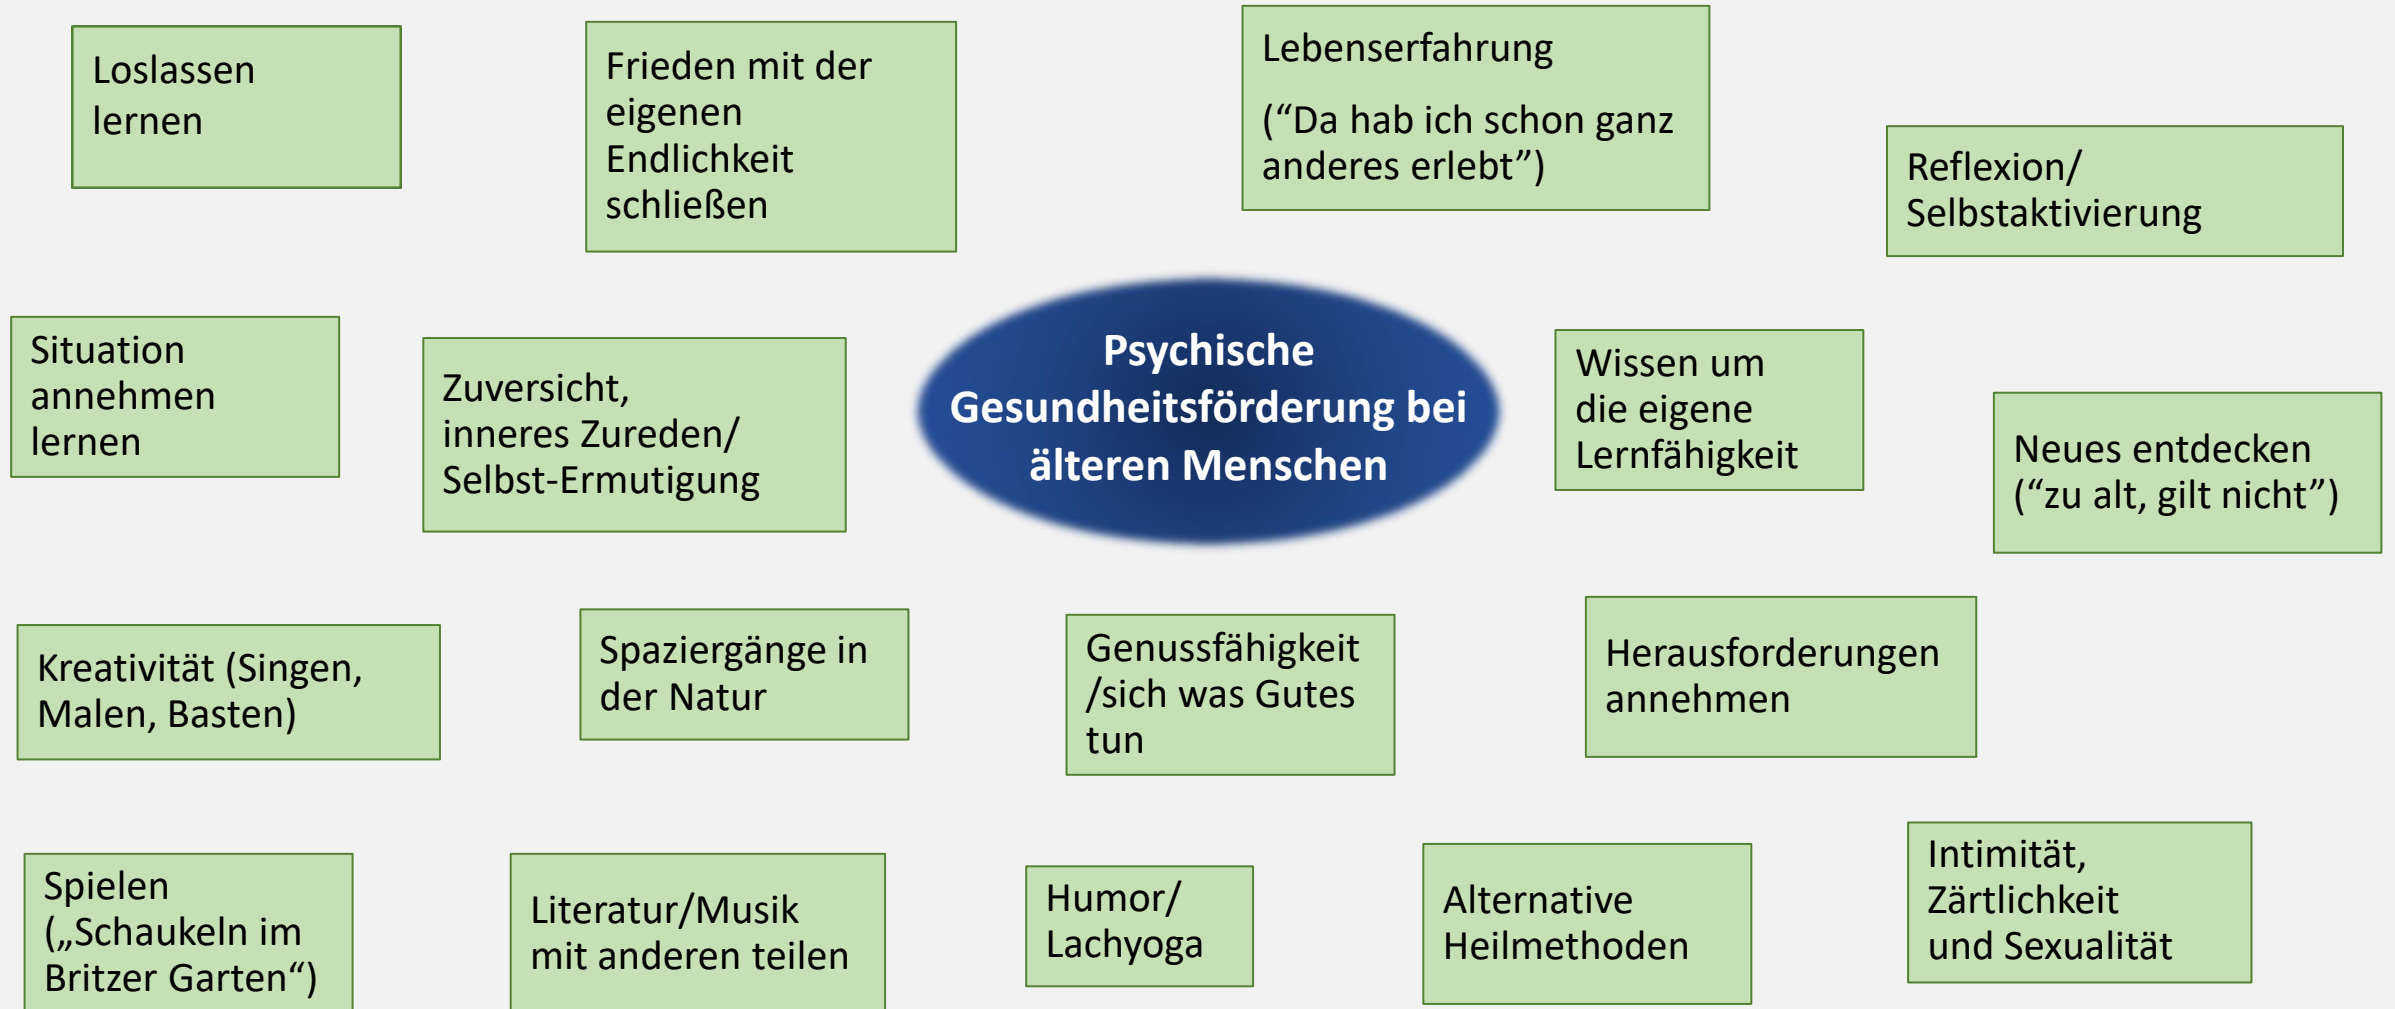 Loslassen
lernen
Frieden mit der
eigenen
Endlichkeit
schließen
Lebenserfahrung
(“Da hab ich schon ganz
anderes erlebt”)
Reflexion/
Selbstaktivierung
Situation
annehmen
lernen
Zuversicht,
inneres Zureden/
Selbst-Ermutigung
Psychische
Gesundheitsförderung bei
älteren Menschen
Wissen um
die eigene
Lernfähigkeit
Neues entdecken
(“zu alt, gilt nicht”)
Kreativität (Singen,
Malen, Basten)
Spaziergänge in
der Natur
Genussfähigkeit
/sich was Gutes
tun
Herausforderungen
annehmen
Spielen
(„Schaukeln im
Britzer Garten“)
Literatur/Musik
mit anderen teilen
Humor/
Lachyoga
Alternative
Heilmethoden
Intimität,
Zärtlichkeit
und Sexualität